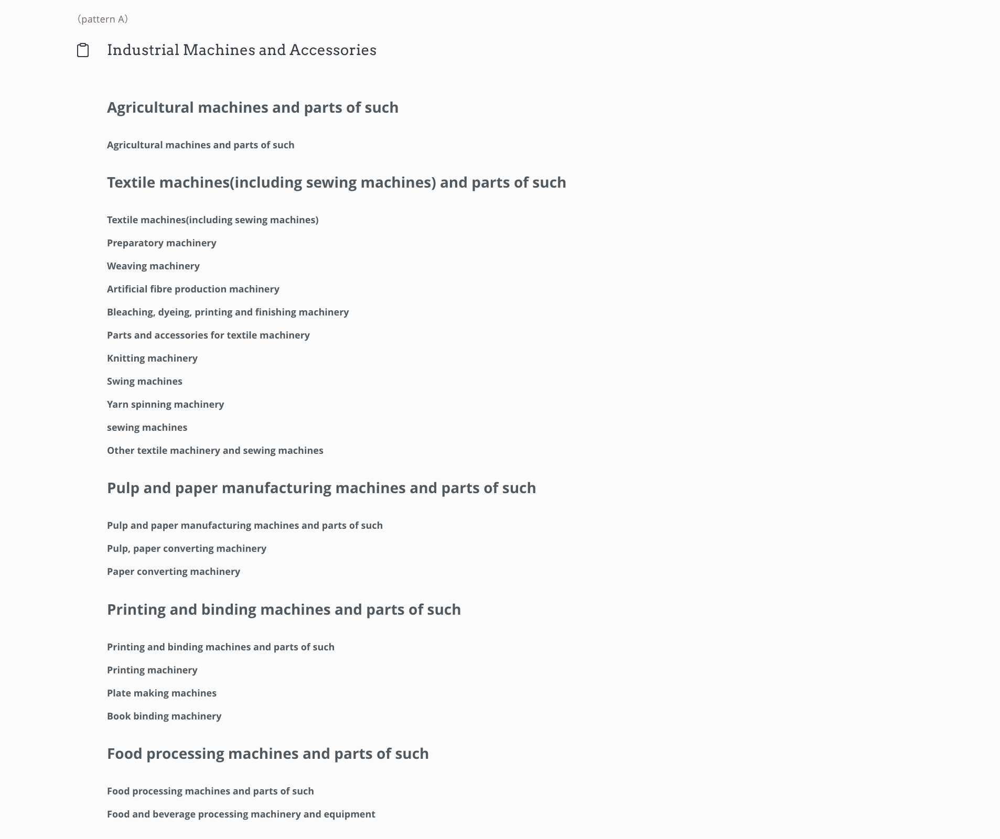 (pattern A)
Industrial Machines and Accessories
Agricultural machines and parts of such
Agricultural machines and parts of such
Textile machines(including sewing machines) and parts of such
Textile machines(including sewing machines)
Preparatory machinery
Weaving machinery
Artificial fibre production machinery
Bleaching, dyeing, printing and finishing machinery
Parts and accessories for textile machinery
Knitting machinery
Swing machines
Yarn spinning machinery
sewing machines
Other textile machinery and sewing machines
Pulp and paper manufacturing machines and parts of such
Pulp and paper manufacturing machines and parts of such
Pulp, paper converting machinery
Paper converting machinery
Printing and binding machines and parts of such
Printing and binding machines and parts of such
Printing machinery
Plate making machines
Book binding machinery
Food processing machines and parts of such
Food processing machines and parts of such
Food and beverage processing machinery and equipment